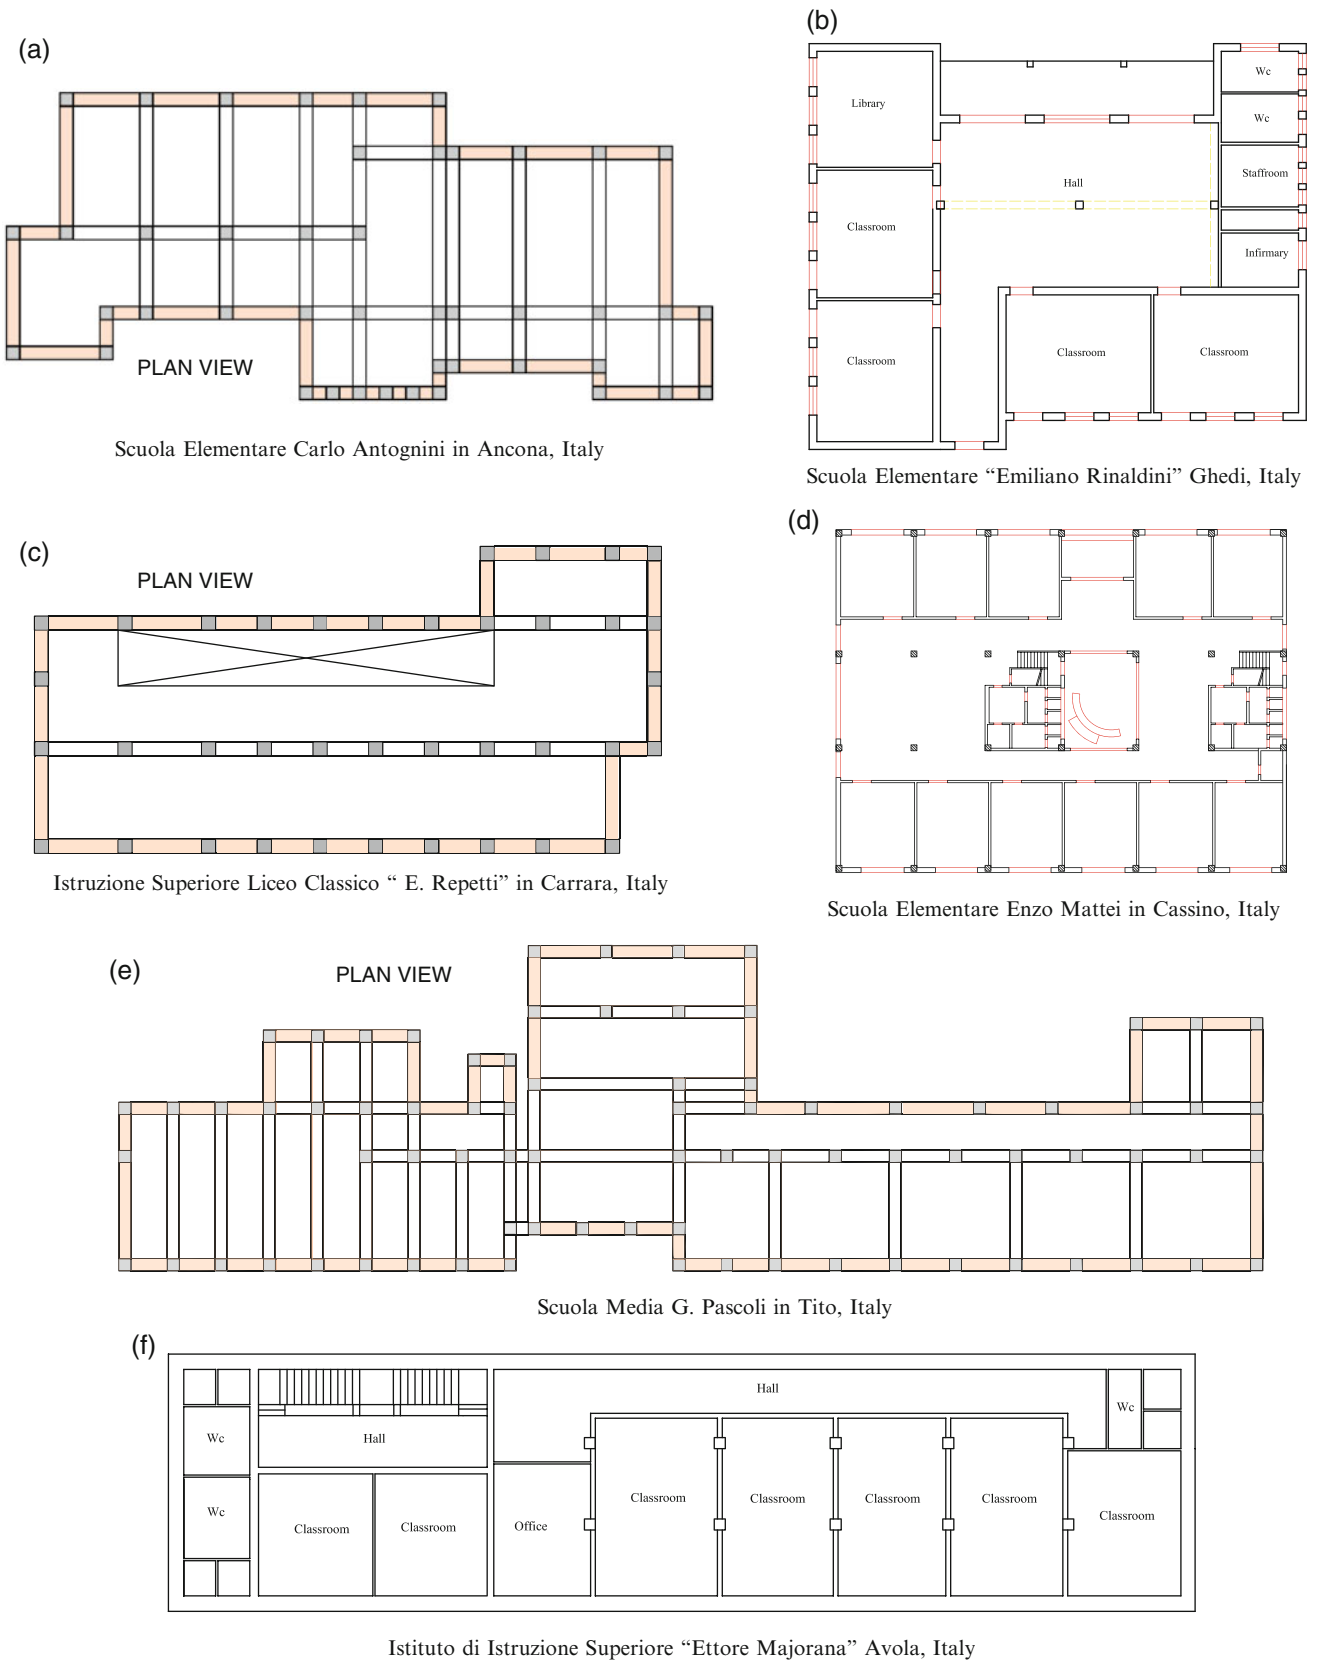 (a)
PLAN VIEW
Scuola Elementare Carlo Antognini in Ancona, Italy
(b)
Library
Classroom
Classroom
Hall
Wc
Wc
Staffroom
Infirmary
Classroom
Classroom
Scuola Elementare “Emiliano Rinaldini” Ghedi, Italy
(c)
PLAN VIEW
Istruzione Superiore Liceo Classico “ E. Repetti” in Carrara, Italy
(d)
Scuola Elementare Enzo Mattei in Cassino, Italy
(e)
PLAN VIEW
Scuola Media G. Pascoli in Tito, Italy
(f)
Wc
Wc
Hall
Classroom
Classroom
Hall
Office
Classroom
Classroom
Classroom
Classroom
Wc
Classroom
Istituto di Istruzione Superiore “Ettore Majorana” Avola, Italy